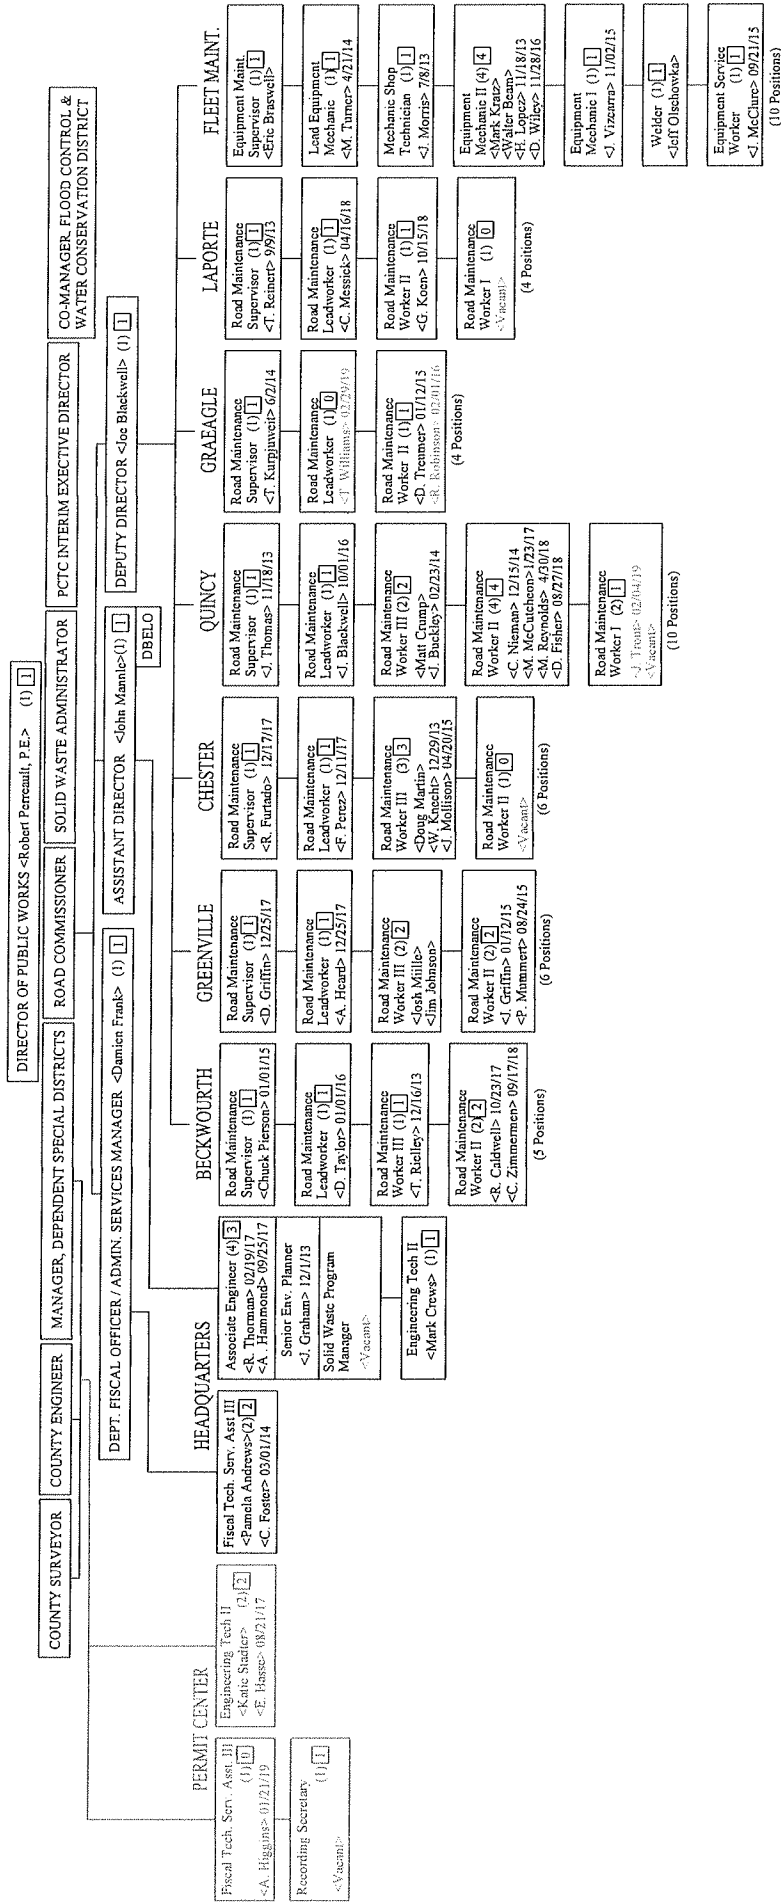 DIRECTOR OF PUBLIC WORKS <Robert Perreault, P.E.> (1) 1
COUNTY SURVEYOR
COUNTY ENGINEER
MANAGER, DEPENDENT SPECIAL DISTRICTS
ROAD COMMISSIONER
SOLID WASTE ADMINISTRATOR
PCTC INTERIM EXECTIVE DIRECTOR
CO-MANAGER, FLOOD CONTROL &
WATER CONSERVATION DISTRICT
DEPT. FISCAL OFFICER / ADMIN. SERVICES MANAGER <Damien Frank> (1) 1
ASSISTANT DIRECTOR <John Mannle>(1) 1
DBELO
DEPUTY DIRECTOR <Joe Blackwell> (1) 1
PERMIT CENTER
Fiscal Tech. Serv. Asst. III
(1) 0
<A. Higgins> 01/21/19
Recording Secretary
(1) 1
<Vacant>
Engineering Tech II
<Katie Stadler> (2) 2
<E. Hasse> 08/21/17
HEADQUARTERS
Fiscal Tech. Serv. Asst III
<Pamela Andrews>(2) 2
<C. Foster> 03/01/14
Associate Engineer (4) 3
<R. Thorman> 02/19/17
<A . Hammond> 09/25/17
Senior Env. Planner
<J. Graham> 12/1/13
Solid Waste Program
Manager
<Vacant>
Engineering Tech II
<Mark Crews> (1) 1
BECKWOURTH
Road Maintenance
Supervisor (1) 1
<Chuck Pierson> 01/01/15
Road Maintenance
Leadworker (1) 1
<D. Taylor> 01/01/16
Road Maintenance
Worker III (1) 1
<T. Rielley> 12/16/13
Road Maintenance
Worker II (2) 2
<R. Caldwell> 10/23/17
<C. Zimmermen> 09/17/18
(5 Positions)
GREENVILLE
Road Maintenance
Supervisor (1) 1
<D. Griffin> 12/25/17
Road Maintenance
Leadworker (1) 1
<A. Heard> 12/25/17
Road Maintenance
Worker III (2) 2
<Josh Miille>
<Jim Johnson>
Road Maintenance
Worker II (2) 2
<J. Griffin> 01/12/15
<P. Mummert> 08/24/15
(6 Positions)
CHESTER
Road Maintenance
Supervisor (1) 1
<R. Furtado> 12/17/17
Road Maintenance
Leadworker (1) 1
<F. Perez> 12/11/17
Road Maintenance
Worker III (3) 3
<Doug Martin>
<W. Knecht> 12/29/13
<J. Mollison> 04/20/15
Road Maintenance
Worker II (1) 0
<Vacant>
(6 Positions)
QUINCY
Road Maintenance
Supervisor (1) 1
<J. Thomas> 11/18/13
Road Maintenance
Leadworker (1) 1
<J. Blackwell> 10/01/16
Road Maintenance
Worker III (2) 2
<Matt Crump>
<J. Buckley> 02/23/14
Road Maintenance
Worker II (4) 4
<C. Nieman> 12/15/14
<M. McCutcheon>1/23/17
<M. Reynolds> 4/30/18
<D. Fisher> 08/27/18
Road Maintenance
Worker I (2) 1
<J. Trout> 02/04/19
<Vacant>
(10 Positions)
GRAEAGLE
Road Maintenance
Supervisor (1) 1
<T. Kurpjuweit> 6/2/14
Road Maintenance
Leadworker (1) 0
<T. Williams> 02/29/19
Road Maintenance
Worker II (1) 1
<D. Treumer> 01/12/15
<R. Robinson> 02/01/16
(4 Positions)
LAPORTE
Road Maintenance
Supervisor (1) 1
<T. Reinert> 9/9/13
Road Maintenance
Leadworker (1) 1
<C. Messick> 04/16/18
Road Maintenance
Worker II (1) 1
<G. Koen> 10/15/18
Road Maintenance
Worker I (1) 0
<Vacant>
(4 Positions)
FLEET MAINT.
Equipment Maint.
Supervisor (1) 1
<Eric Braswell>
Lead Equipment
Mechanic (1) 1
<M. Turner> 4/21/14
Mechanic Shop
Technician (1) 1
<J. Morris> 7/8/13
Equipment
Mechanic II (4) 4
<Mark Kratz>
<Walter Beam>
<H. Lopez> 11/18/13
<D. Wiley> 11/28/16
Equipment
Mechanic I (1) 1
<J. Vizcarra> 11/02/15
Welder (1) 1
<Jeff Olschowka>
Equipment Service
Worker (1) 1
<J. McClure> 09/21/15
(10 Positions)